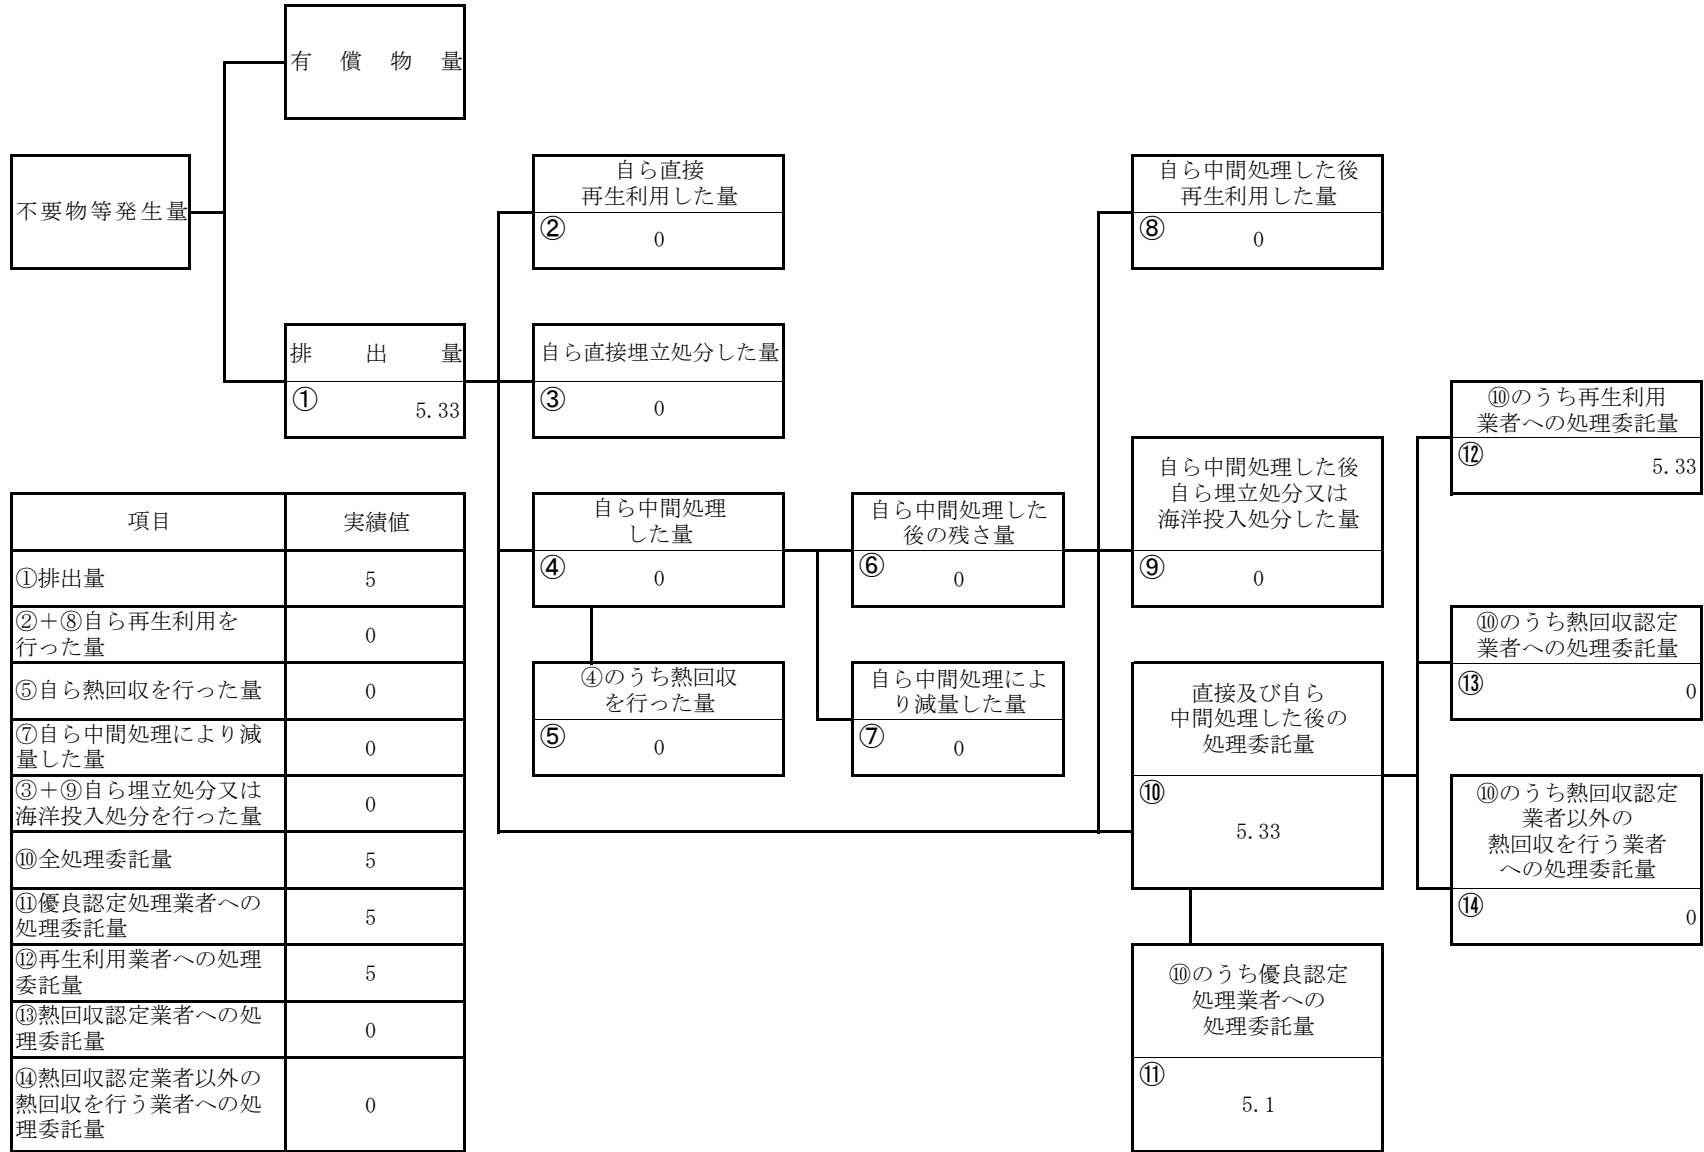 有償物量
不要物等発生量
自ら直接
再生利用した量
②
0
自ら中間処理した後
再生利用した量
⑧
0
排出量
①
5.33
自ら直接埋立処分した量
③
0
⑩のうち再生利用
業者への処理委託量
⑫
5.33
自ら中間処理
した量
④
0
自ら中間処理した
後の残さ量
⑥
0
自ら中間処理した後
自ら埋立処分又は
海洋投入処分した量
⑨
0
④のうち熱回収
を行った量
⑤
0
自ら中間処理によ
り減量した量
⑦
0
直接及び自ら
中間処理した後の
処理委託量
⑩
5.33
⑩のうち熱回収認定
業者への処理委託量
⑬
0
⑩のうち熱回収認定
業者以外の
熱回収を行う業者
への処理委託量
⑭
0
⑩のうち優良認定
処理業者への
処理委託量
⑪
5.1
項目 実績値
①排出量 5
②＋⑧自ら再生利用を
行った量 0
⑤自ら熱回収を行った量 0
⑦自ら中間処理により減
量した量 0
③＋⑨自ら埋立処分又は
海洋投入処分を行った量 0
⑩全処理委託量 5
⑪優良認定処理業者への
処理委託量 5
⑫再生利用業者への処理
委託量 5
⑬熱回収認定業者への処
理委託量 0
⑭熱回収認定業者以外の
熱回収を行う業者への処
理委託量 0